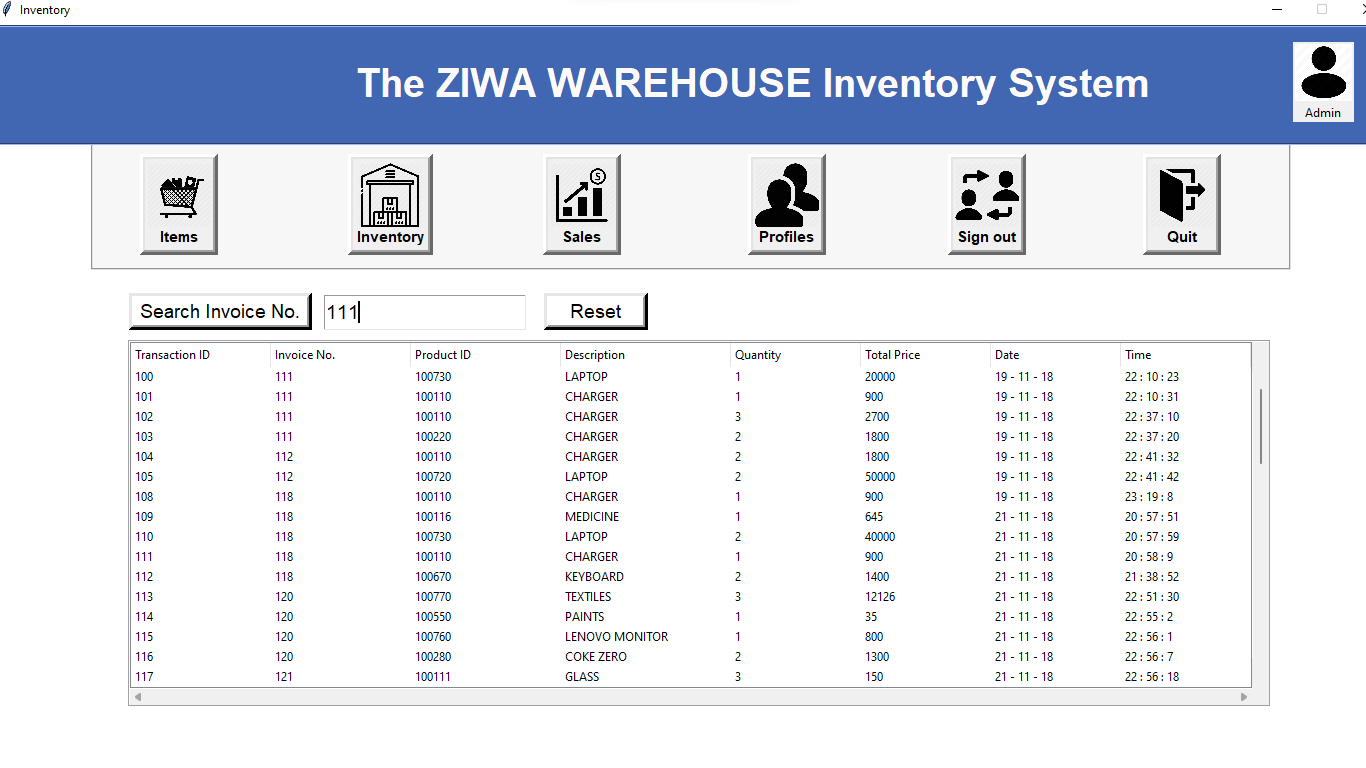 Inventory
The ZIWA WAREHOUSE Inventory System
Admin
Items Inventory Sales Profiles Sign out Quit
Search Invoice No. 111 Reset
Transaction ID Invoice No. Product ID Description Quantity Total Price Date Time
100 111 100730 LAPTOP 1 20000 19 - 11 - 18 22 : 10 : 23
101 111 100110 CHARGER 1 900 19 - 11 - 18 22 : 10 : 31
102 111 100110 CHARGER 3 2700 19 - 11 - 18 22 : 37 : 10
103 111 100220 CHARGER 2 1800 19 - 11 - 18 22 : 37 : 20
104 112 100110 CHARGER 2 1800 19 - 11 - 18 22 : 41 : 32
105 112 100720 LAPTOP 2 50000 19 - 11 - 18 22 : 41 : 42
108 118 100110 CHARGER 1 900 19 - 11 - 18 23 : 19 : 8
109 118 100116 MEDICINE 1 645 21 - 11 - 18 20 : 57 : 51
110 118 100730 LAPTOP 2 40000 21 - 11 - 18 20 : 57 : 59
111 118 100110 CHARGER 1 900 21 - 11 - 18 20 : 58 : 9
112 118 100670 KEYBOARD 2 1400 21 - 11 - 18 21 : 38 : 52
113 120 100770 TEXTILES 3 12126 21 - 11 - 18 22 : 51 : 30
114 120 100550 PAINTS 1 35 21 - 11 - 18 22 : 55 : 2
115 120 100760 LENOVO MONITOR 1 800 21 - 11 - 18 22 : 56 : 1
116 120 100280 COKE ZERO 2 1300 21 - 11 - 18 22 : 56 : 7
117 121 100111 GLASS 3 150 21 - 11 - 18 22 : 56 : 18